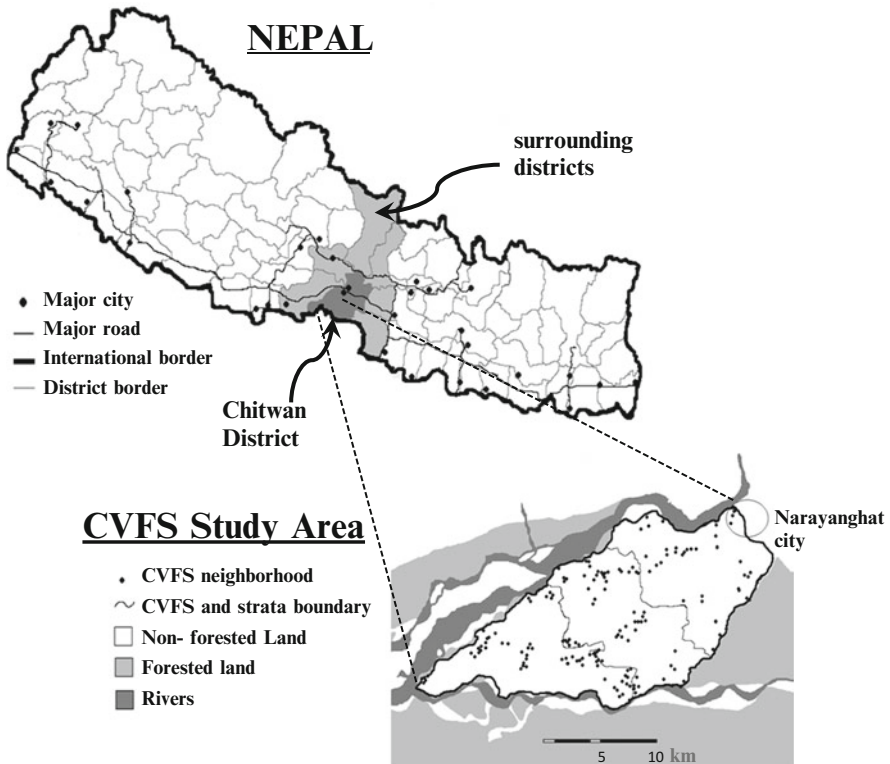 NEPAL
surrounding
districts
Major city
Major road
International border
District border
Chitwan
District
CVFS Study Area
CVFS neighborhood
CVFS and strata boundary
Non- forested Land
Forested land
Rivers
Narayanghat
city
5 10 km